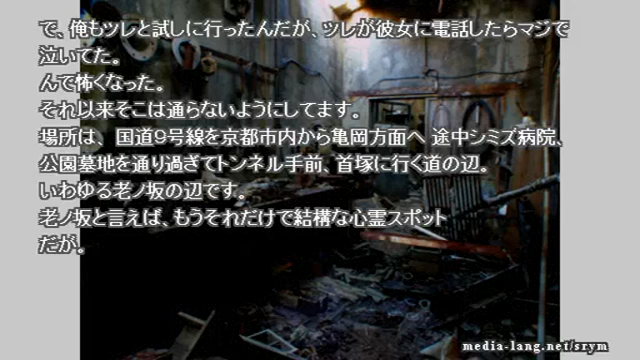 で、俺もツレと試しに行ったんだが、ツレが彼女に電話したらマジで
泣いてた。
んで怖くなった。
それ以来そこは通らないようにしてます。
場所は、 国道９号線を京都市内から亀岡方面へ 途中シミズ病院、
公園墓地を通り過ぎてトンネル手前、首塚に行く道の辺。
いわゆる老ノ坂の辺です。
老ノ坂と言えば、もうそれだけで結構な心霊スポット
だが。
media-lang.net/srym